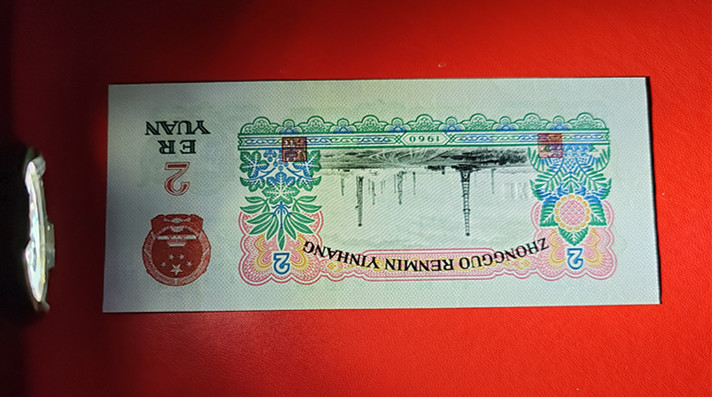 ZHONGGUO RENMIN YINHANG
2
2
2
ER
YUAN
1960